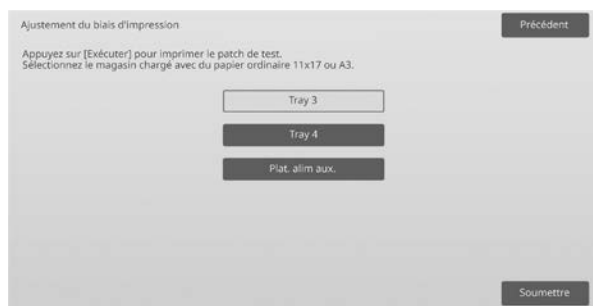 Ajustement du biais d'impression
Précédent
Appuyez sur [Exécuter] pour imprimer le patch de test.
Sélectionnez le magasin chargé avec du papier ordinaire 11x17 ou A3.
Tray 3
Tray 4
Plat. alim aux.
Soumettre